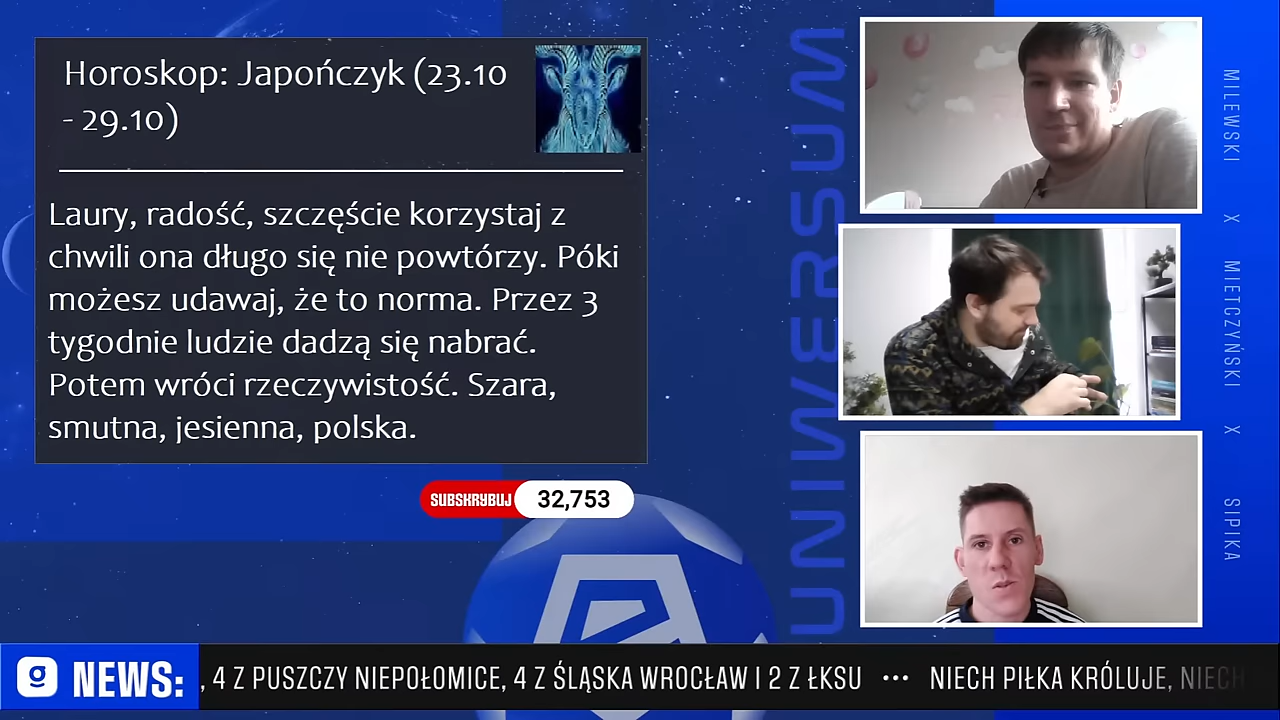 Horoskop: Japończyk (23.10
- 29.10)
Laury, radość, szczęście korzystaj z
chwili ona długo się nie powtórzy. Póki
możesz udawaj, że to norma. Przez 3
tygodnie ludzie dadzą się nabrać.
Potem wróci rzeczywistość. Szara,
smutna, jesienna, polska.
SUBSKRYBUJ 32,753
UNIWERSUM
MILEWSKI X MIETCZYŃSKI X SIPIKA
g NEWS: , 4 Z PUSZCZY NIEPOŁOMICE, 4 Z ŚLĄSKA WROCŁAW I 2 Z ŁKSU ••• NIECH PIŁKA KRÓLUJE, NIECH